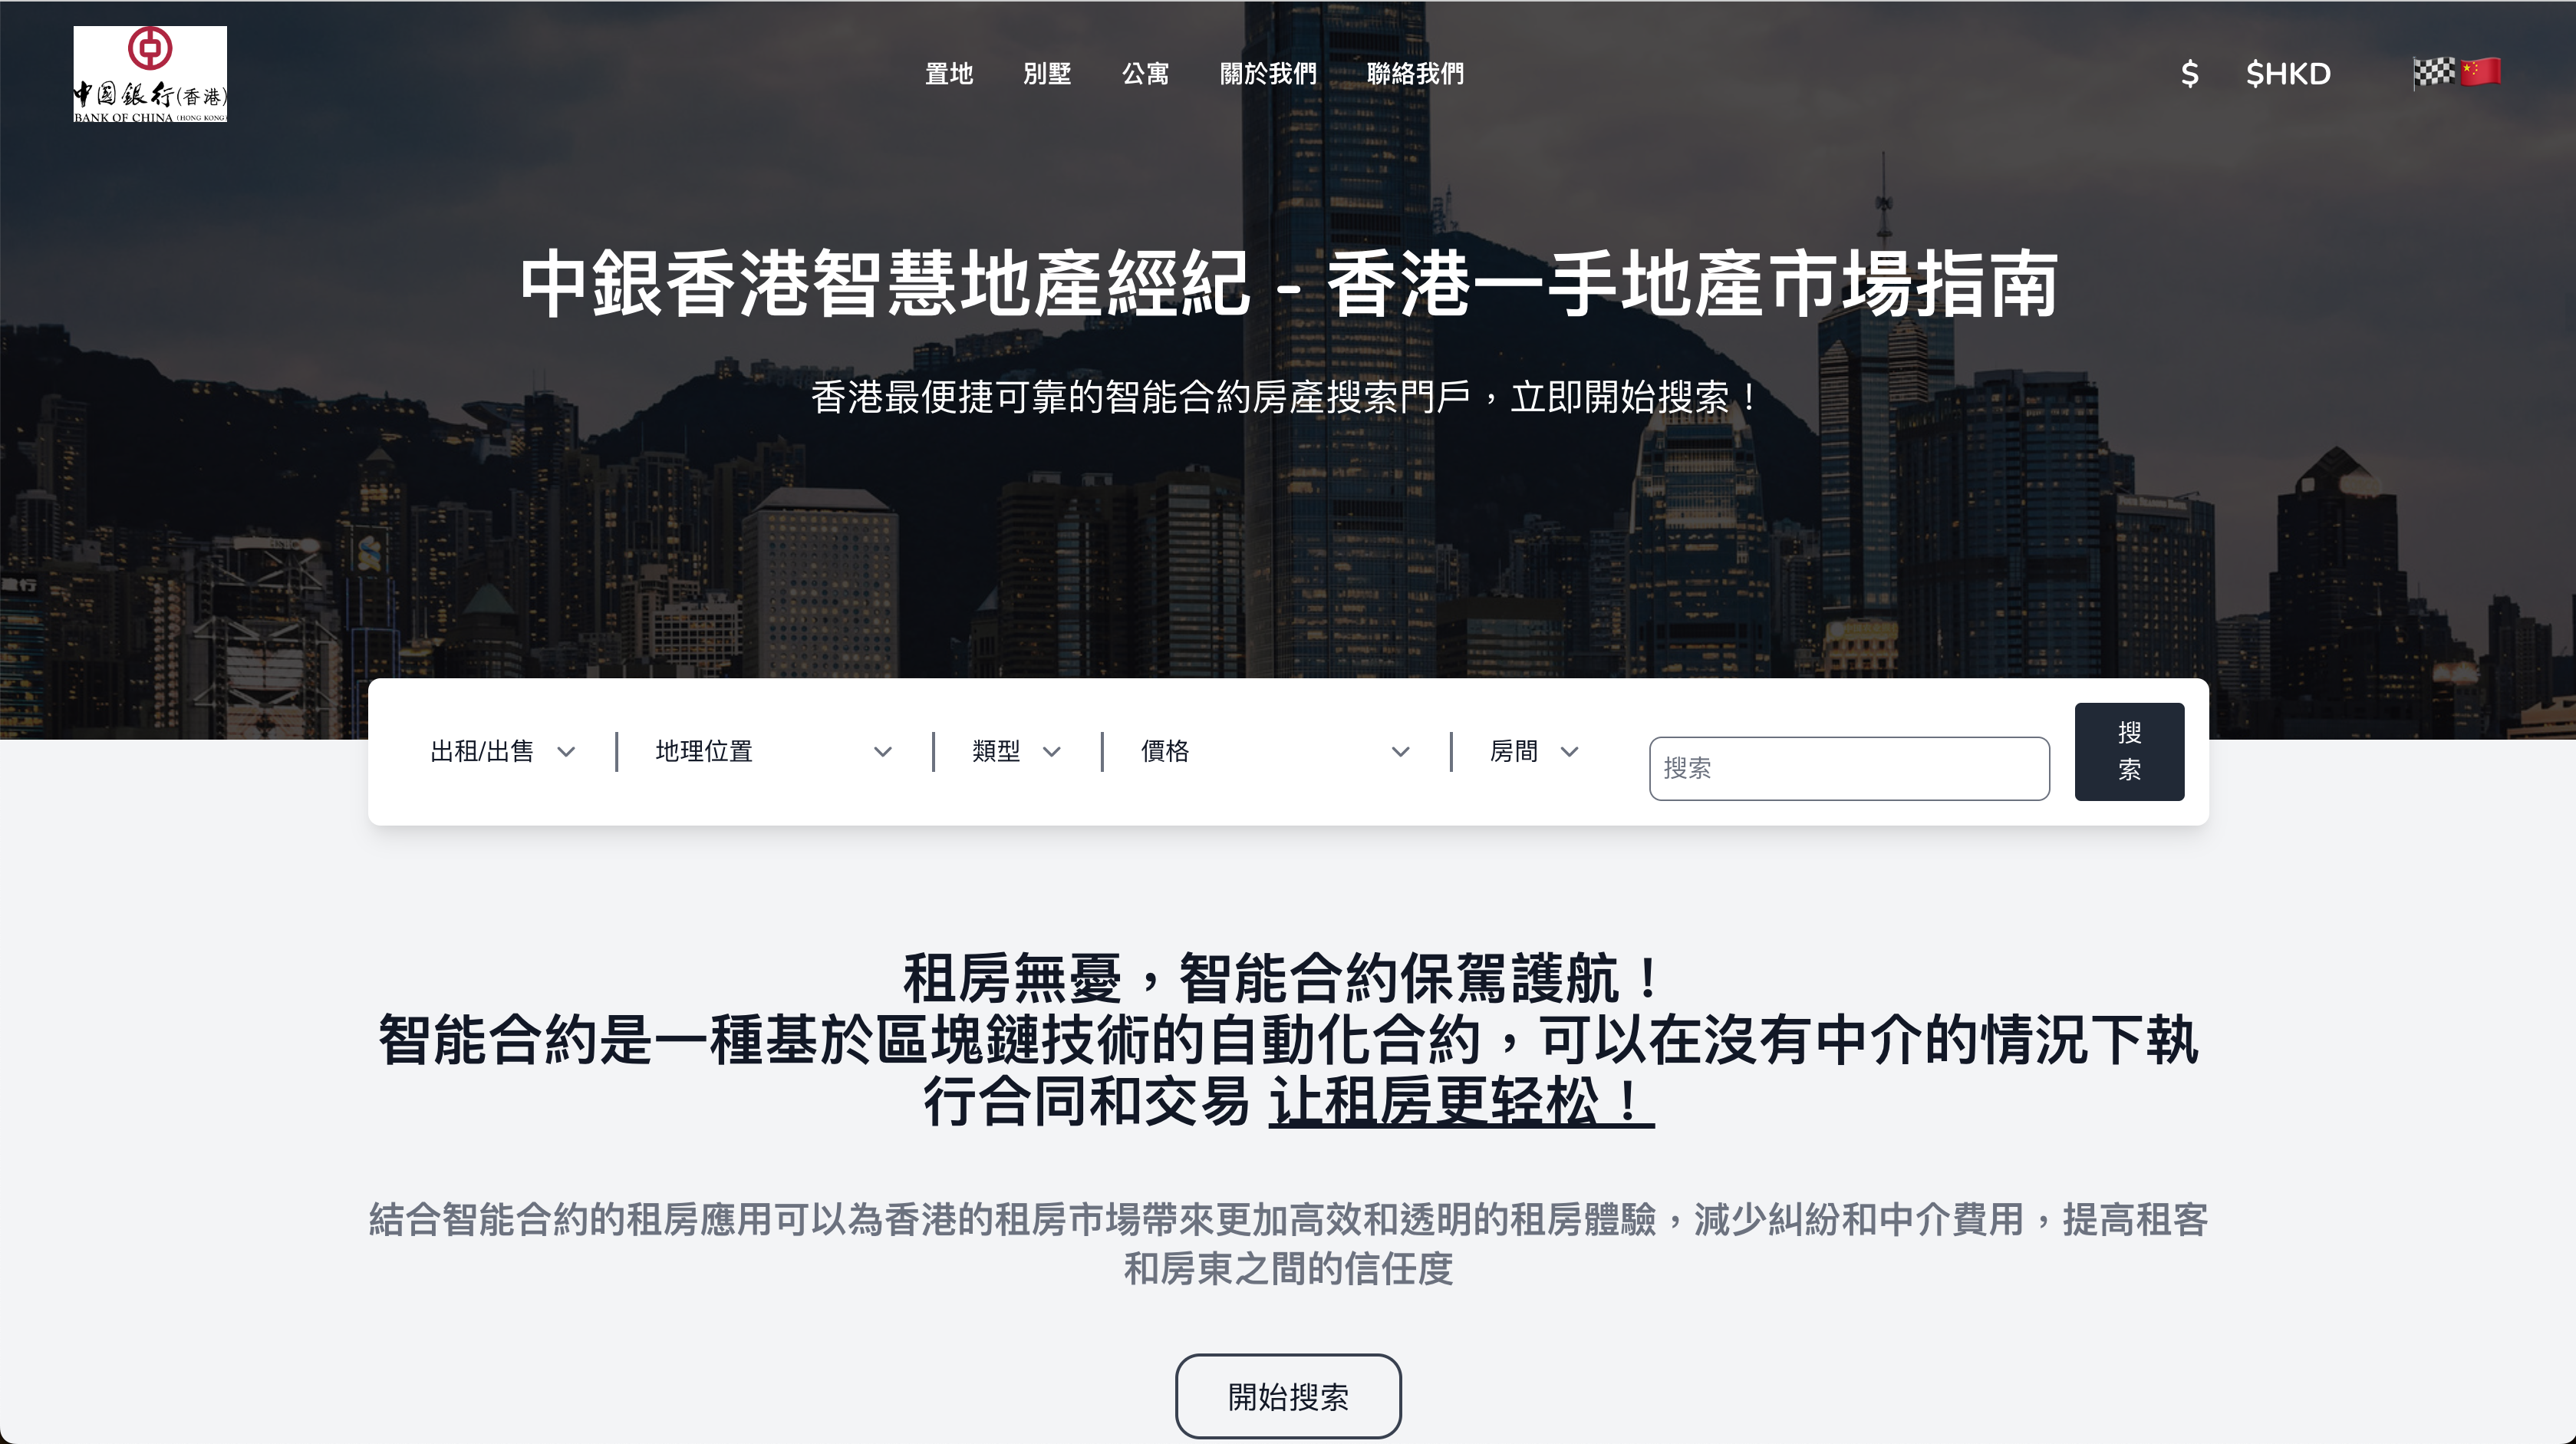 中國銀行(香港)
BANK OF CHINA (HONG KONG)
置地 別墅 公寓 關於我們 聯絡我們
$ $HKD
中銀香港智慧地產經紀 - 香港一手地產市場指南
香港最便捷可靠的智能合約房產搜索門戶，立即開始搜索！
建行
出租/出售 地理位置 類型 價格 房間 搜索
搜
索
租房無憂，智能合約保駕護航！
智能合約是一種基於區塊鏈技術的自動化合約，可以在沒有中介的情況下執
行合同和交易 让租房更轻松！
結合智能合約的租房應用可以為香港的租房市場帶來更加高效和透明的租房體驗，減少糾紛和中介費用，提高租客
和房東之間的信任度
開始搜索